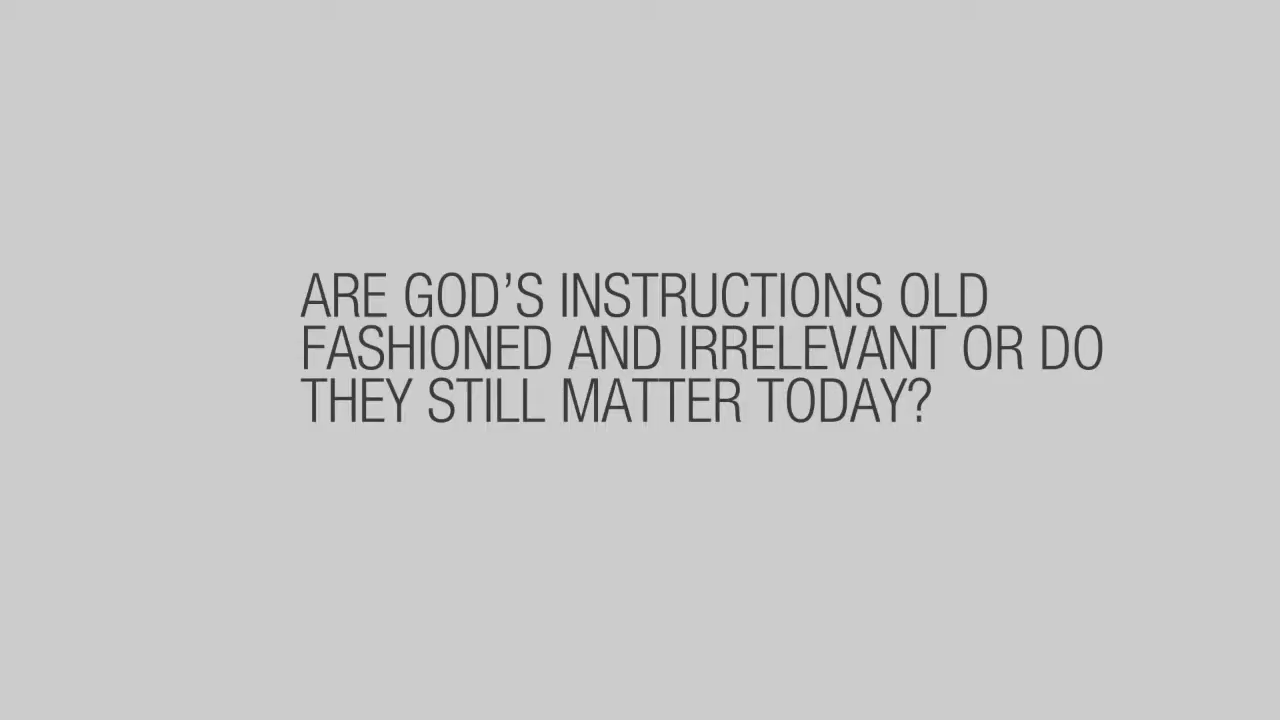 ARE GOD’S INSTRUCTIONS OLD
FASHIONED AND IRRELEVANT OR DO
THEY STILL MATTER TODAY?